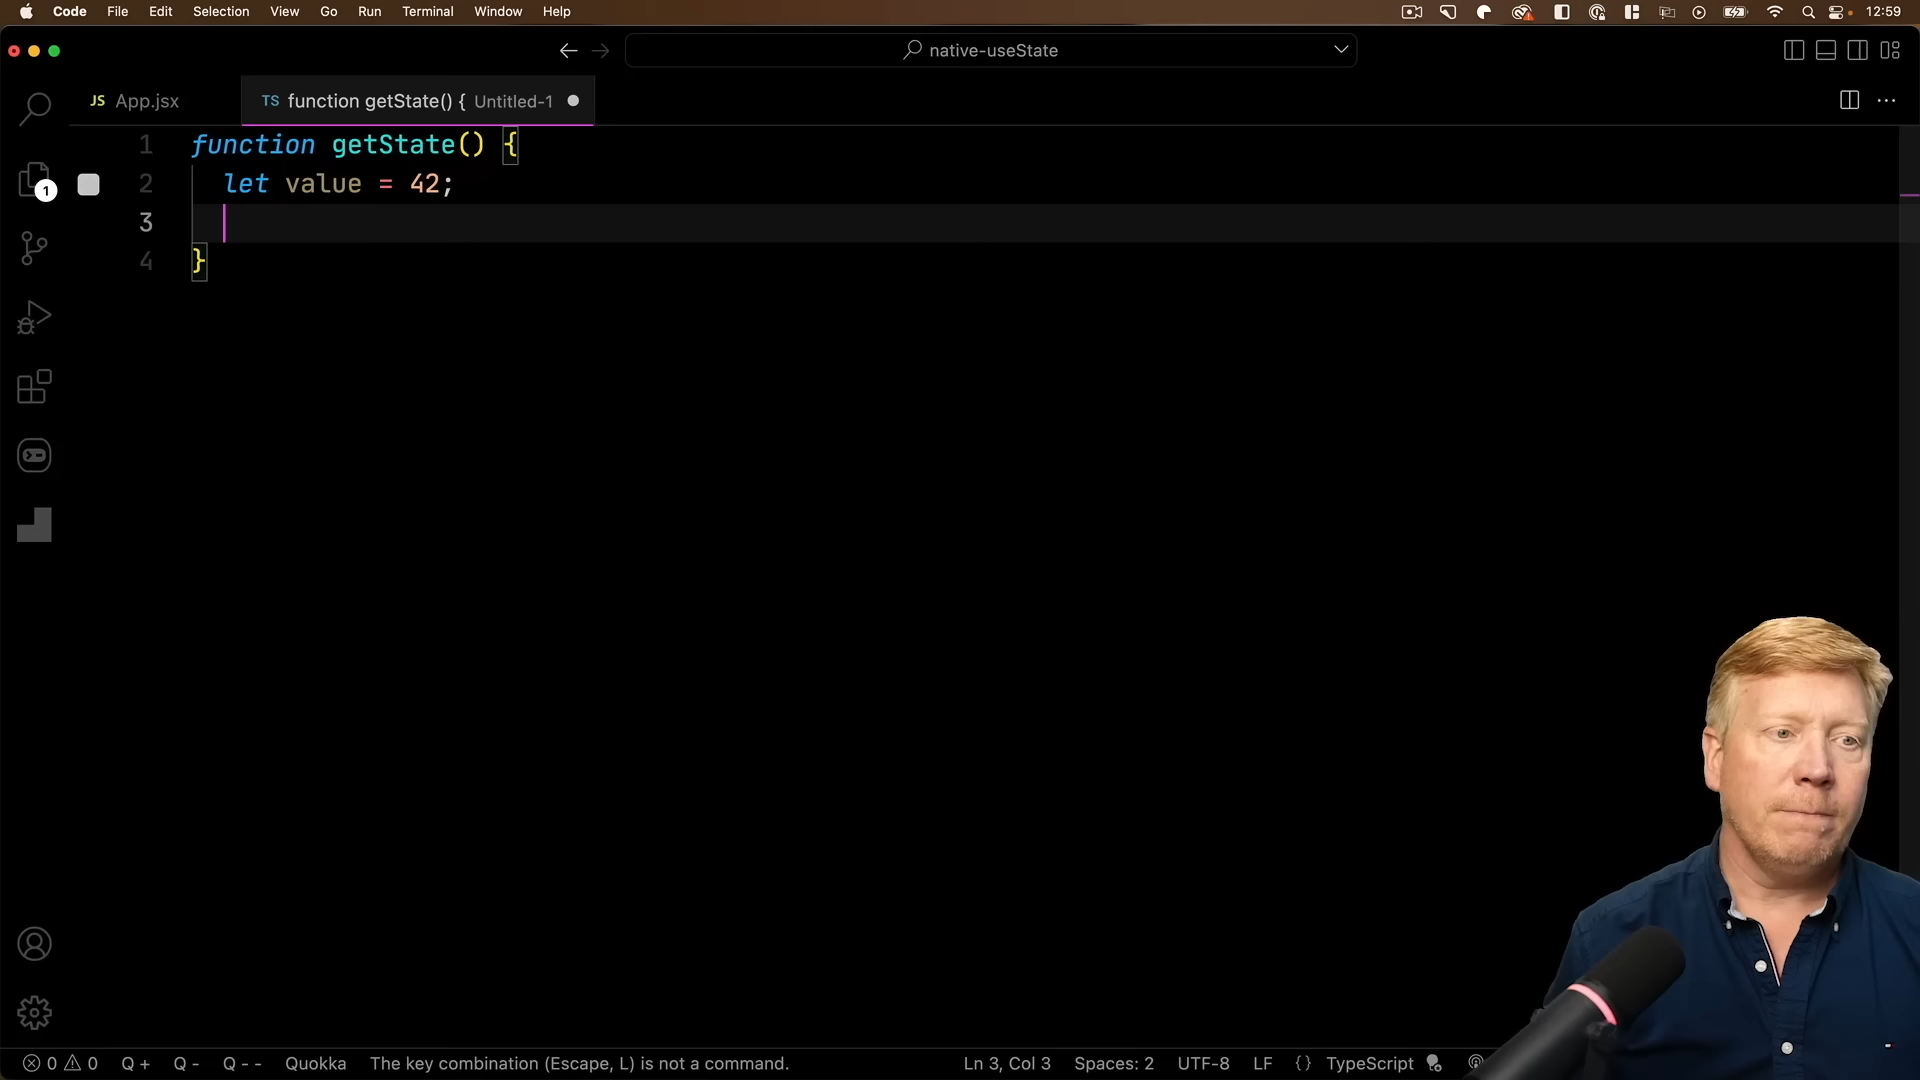 Code File Edit Selection View Go Run Terminal Window Help 12:59
native-useState
JS App.jsx TS function getState() { Untitled-1
1 function getState() {
2 let value = 42;
3
4 }
1
0 0 Q + Q - Q - - Quokka The key combination (Escape, L) is not a command. Ln 3, Col 3 Spaces: 2 UTF-8 LF {} TypeScript